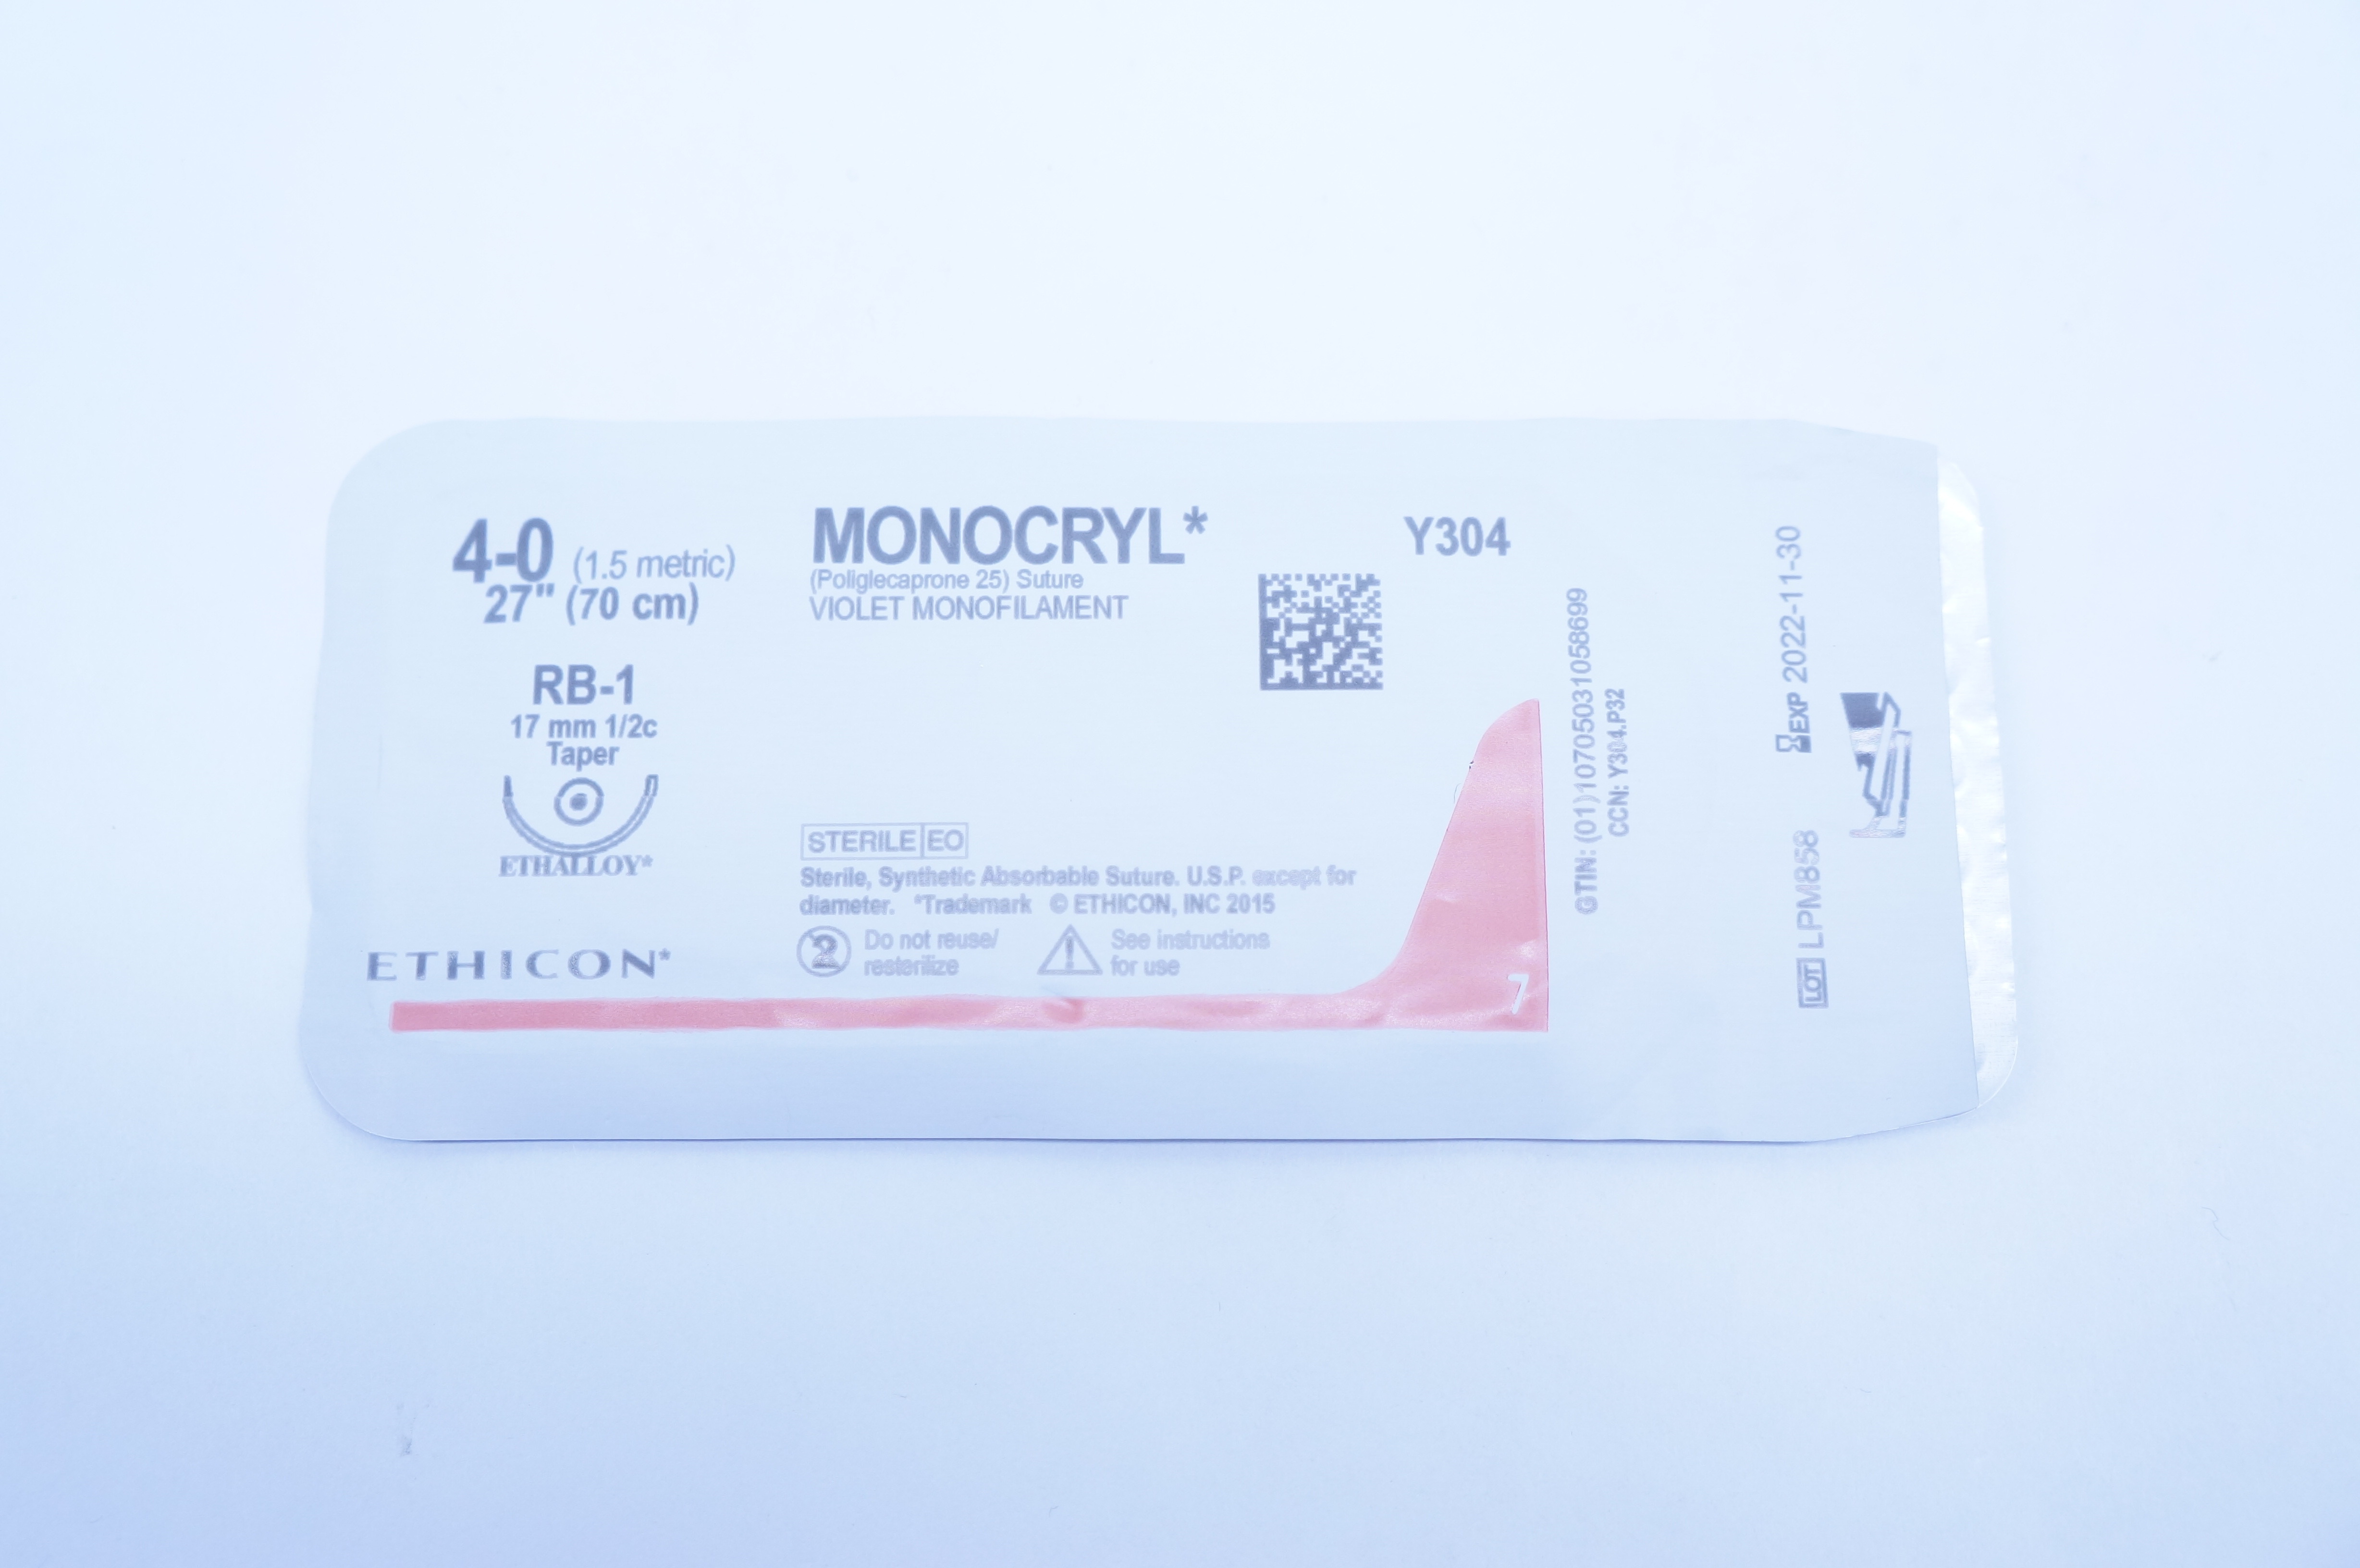 4-0 (1.5 metric)
27" (70 cm)
RB-1
17 mm 1/2c
Taper
ETHALLOY*
ETHICON*
MONOCRYL*
(Poliglecaprone 25) Suture
VIOLET MONOFILAMENT
Y304
STERILE EO
Sterile, Synthetic Absorbable Suture. U.S.P. except for
diameter. *Trademark © ETHICON, INC 2015
2 Do not reuse/
resterilize
! See instructions
for use
7
GTIN: (01)10705031058699
CCN: Y304.P32
EXP 2022-11-30
LOT LPM858